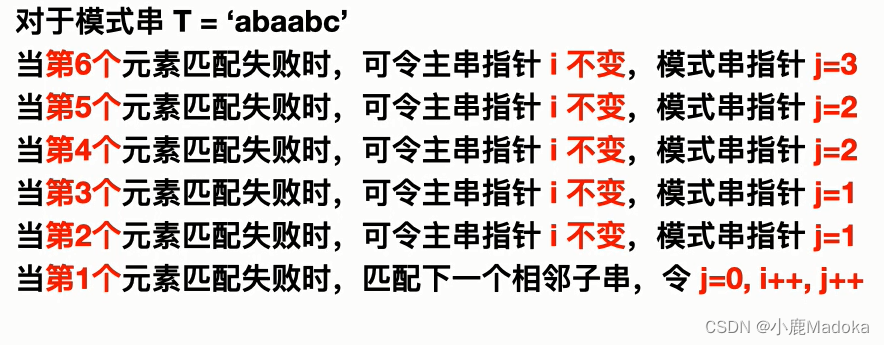 对于模式串 T = ‘abaabc’
当第6个元素匹配失败时，可令主串指针 i 不变，模式串指针 j=3
当第5个元素匹配失败时，可令主串指针 i 不变，模式串指针 j=2
当第4个元素匹配失败时，可令主串指针 i 不变，模式串指针 j=2
当第3个元素匹配失败时，可令主串指针 i 不变，模式串指针 j=1
当第2个元素匹配失败时，可令主串指针 i 不变，模式串指针 j=1
当第1个元素匹配失败时，匹配下一个相邻子串，令 j=0, i++, j++
CSDN @小鹿Madoka